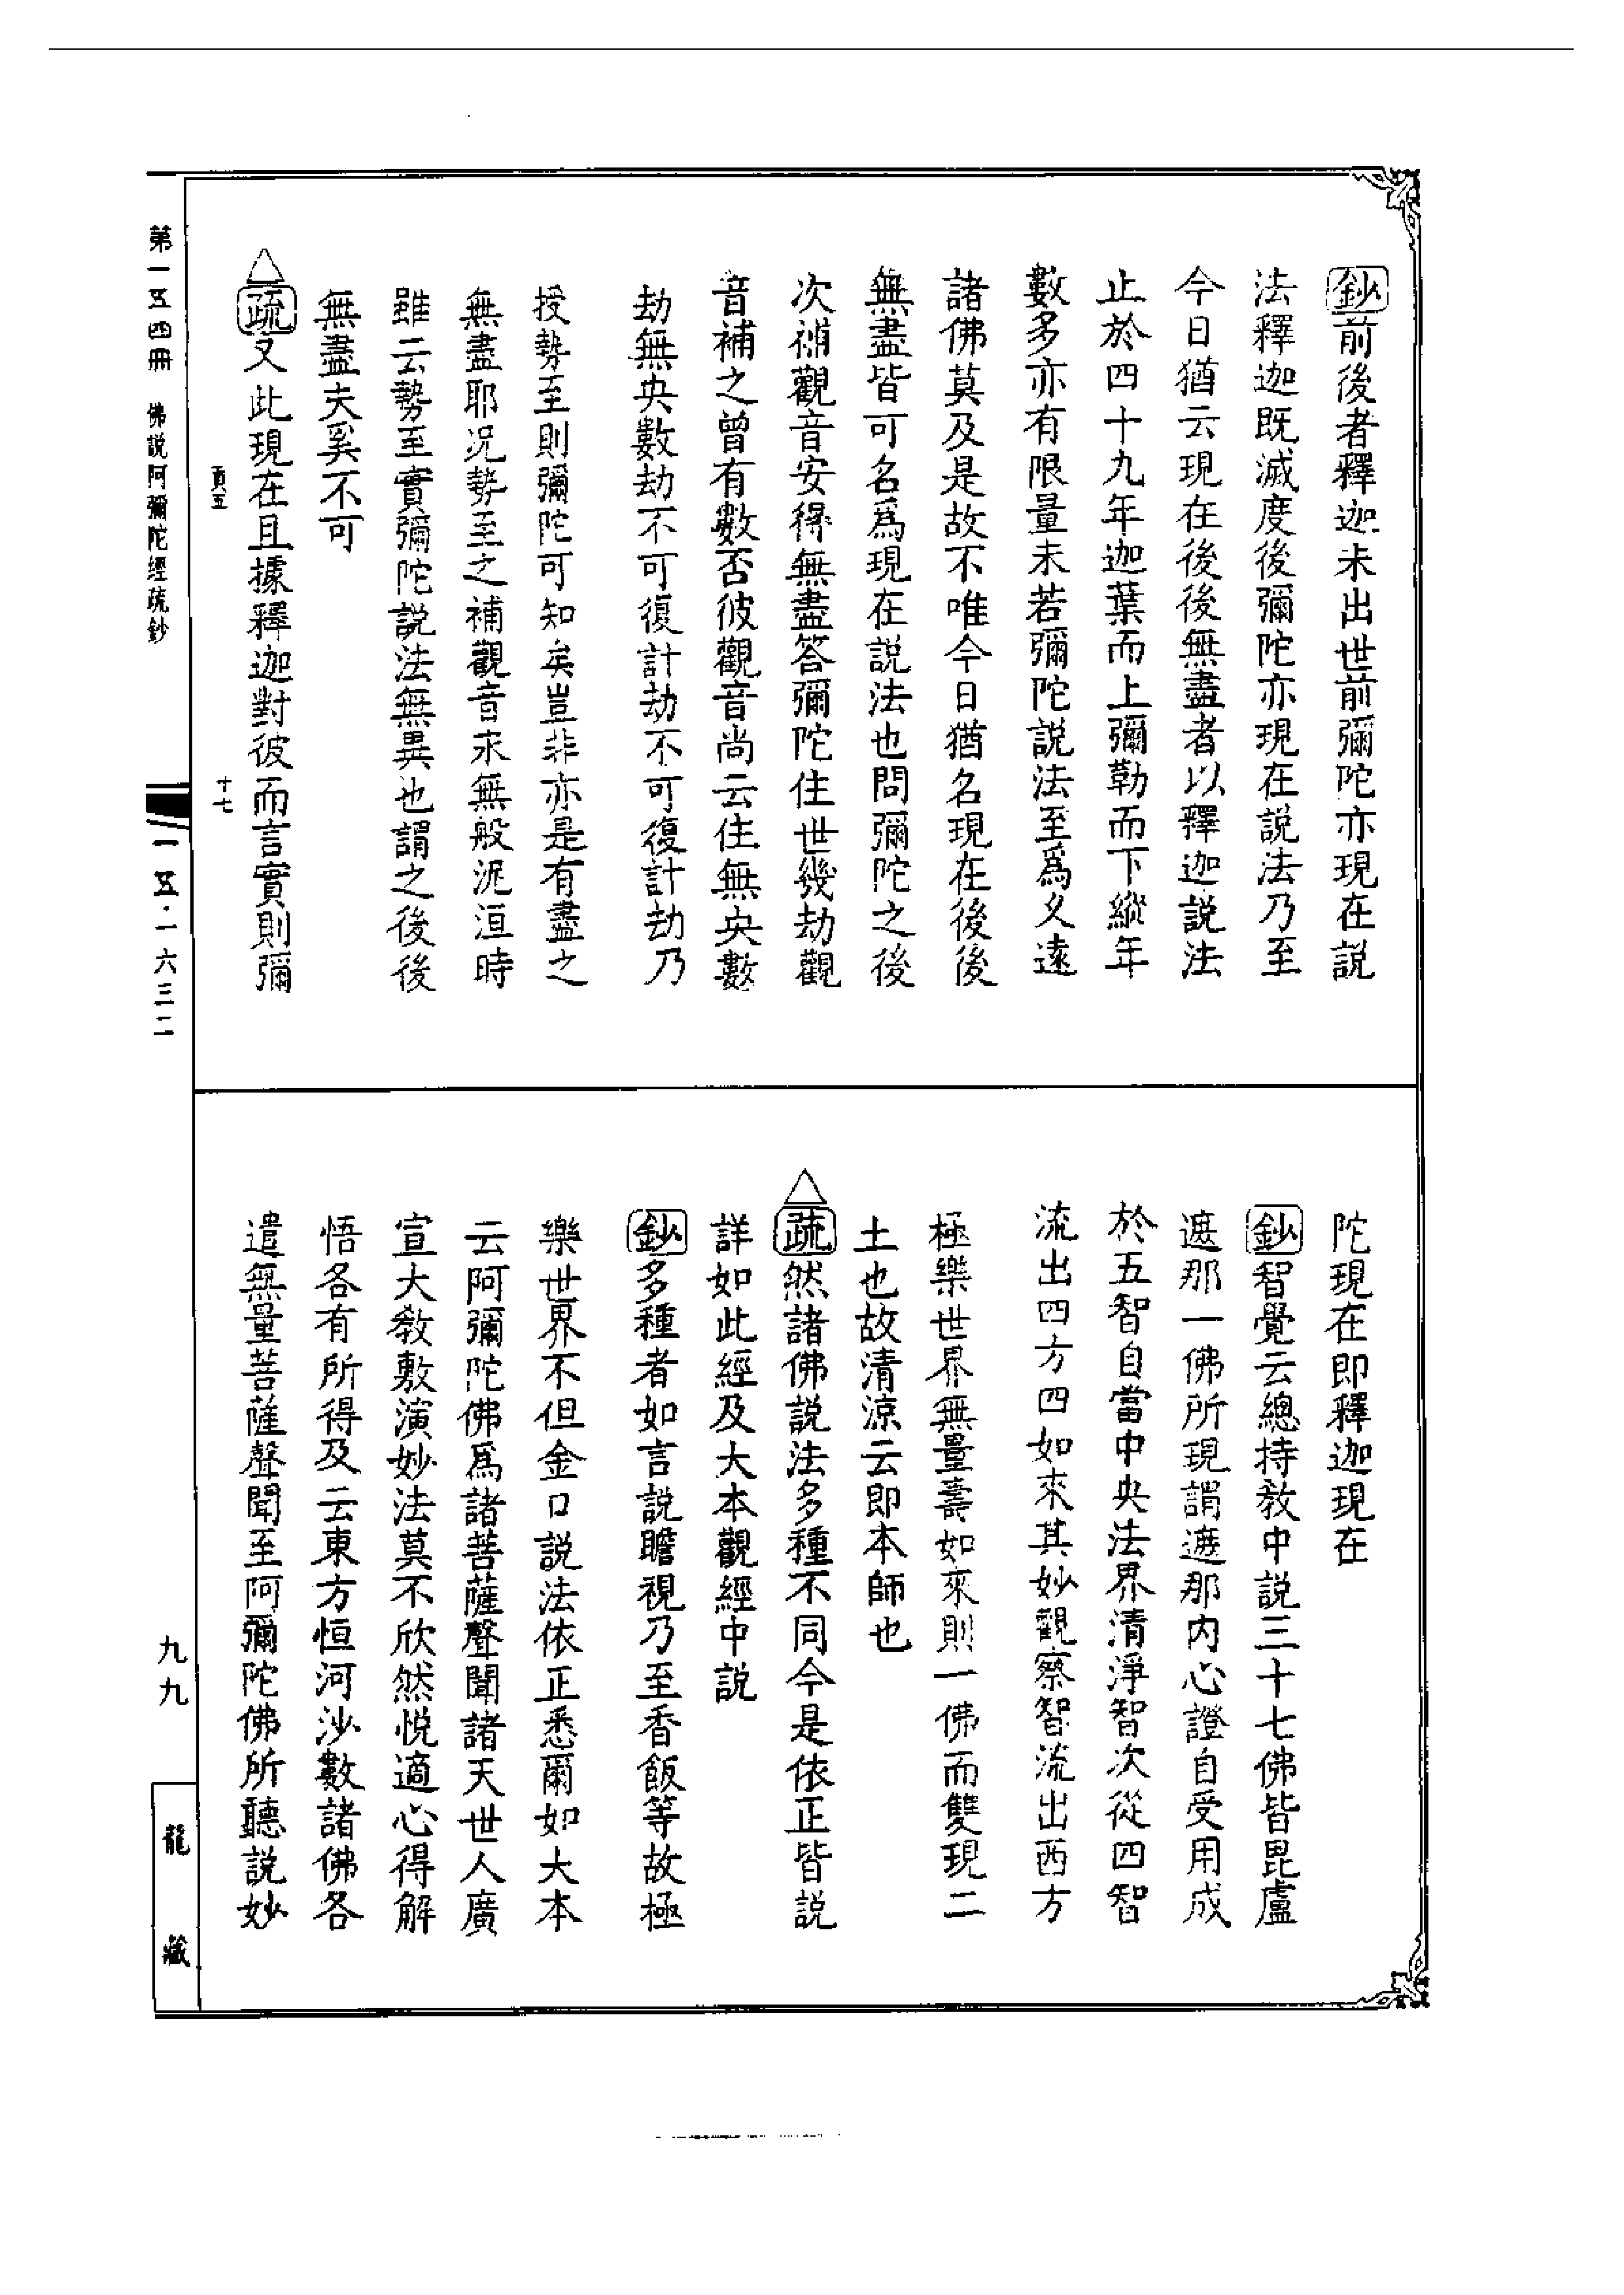 鈔前後者釋迦未出世前彌陀亦現在說
法釋迦既滅度後彌陀亦現在說法乃至
今日猶云現在後後無盡者以釋迦說法
止於四十九年迦葉而上彌勒而下縱年
數多亦有限量未若彌陀說法至爲久遠
諸佛莫及是故不唯今日猶名現在後後
無盡皆可名爲現在說法也問彌陀之後
次補觀音安得無盡答彌陀住世幾劫觀
音補之曾有數否彼觀音尚云住無央數
劫無央數劫不可復計劫不可復計劫乃
授勢至則彌陀可知矣豈非亦是有盡之
無盡耶况勢至之補觀音永無般泥洹時
雖云勢至實彌陀說法無異也謂之後後
無盡夫奚不可
△疏又此現在且據釋迦對彼而言實則彌
陀現在即釋迦現在
鈔智覺云總持教中說三十七佛皆毘盧
遮那一佛所現謂遮那内心證自受用成
於五智自當中央法界清淨智次從四智
流出四方四如來其妙觀察智流出西方
極樂世界無量壽如來則一佛而雙現二
土也故清涼云即本師也
△疏然諸佛說法多種不同今是依正皆說
詳如此經及大本觀經中說
鈔多種者如言說瞻視乃至香飯等故極
樂世界不但金口說法依正悉爾如大本
云阿彌陀佛爲諸菩薩聲聞諸天世人廣
宣大教敷演妙法莫不欣然悅適心得解
悟各有所得及云東方恒河沙數諸佛各
遣無量菩薩聲聞至阿彌陀佛所聽說妙
頁五
十七
第一五四冊 佛說阿彌陀經疏鈔
一五·一六三二
九九
龍藏